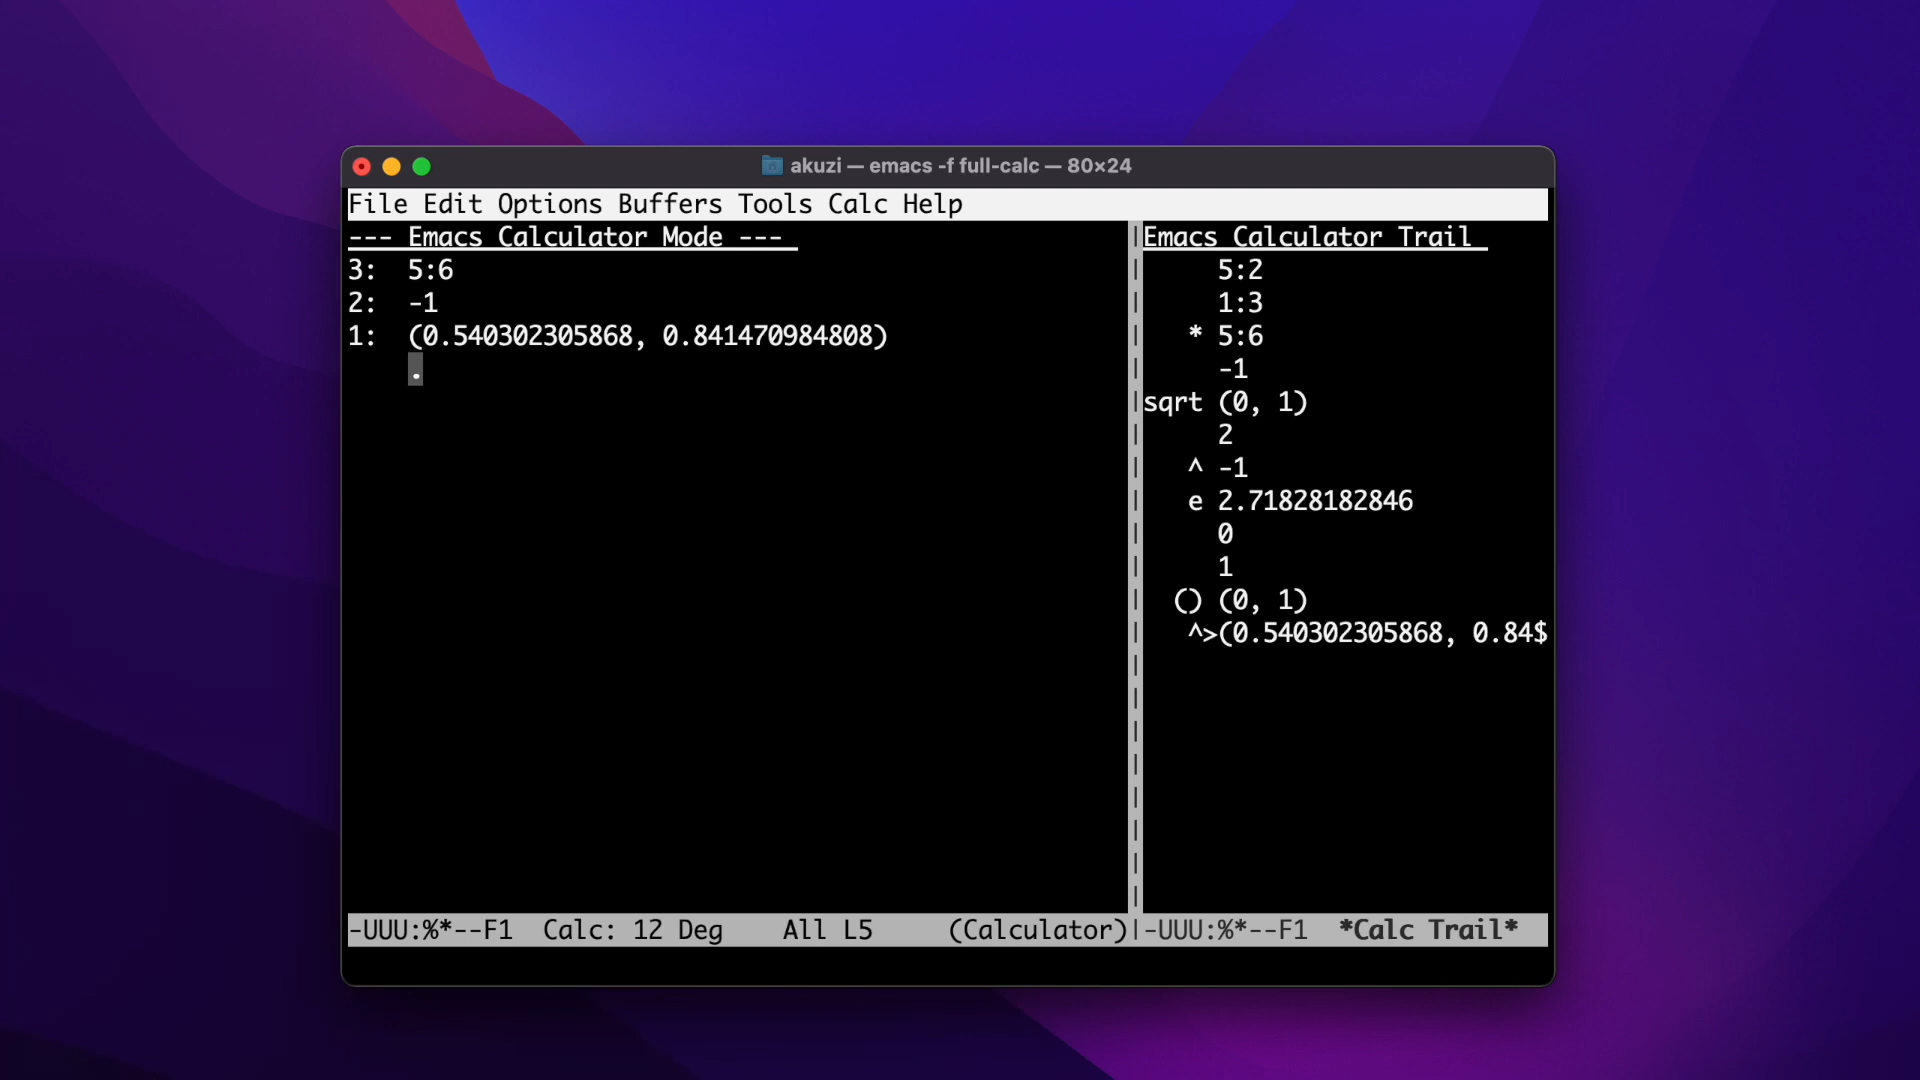 akuzi — emacs -f full-calc — 80×24
File Edit Options Buffers Tools Calc Help
--- Emacs Calculator Mode ---
3:  5:6
2:  -1
1:  (0.540302305868, 0.841470984808)
.
Emacs Calculator Trail
5:2
1:3
* 5:6
-1
sqrt (0, 1)
2
^ -1
e 2.71828182846
0
1
() (0, 1)
^>(0.540302305868, 0.84$
-UUU:%*--F1  Calc: 12 Deg    All L5     (Calculator)
-UUU:%*--F1  *Calc Trail*